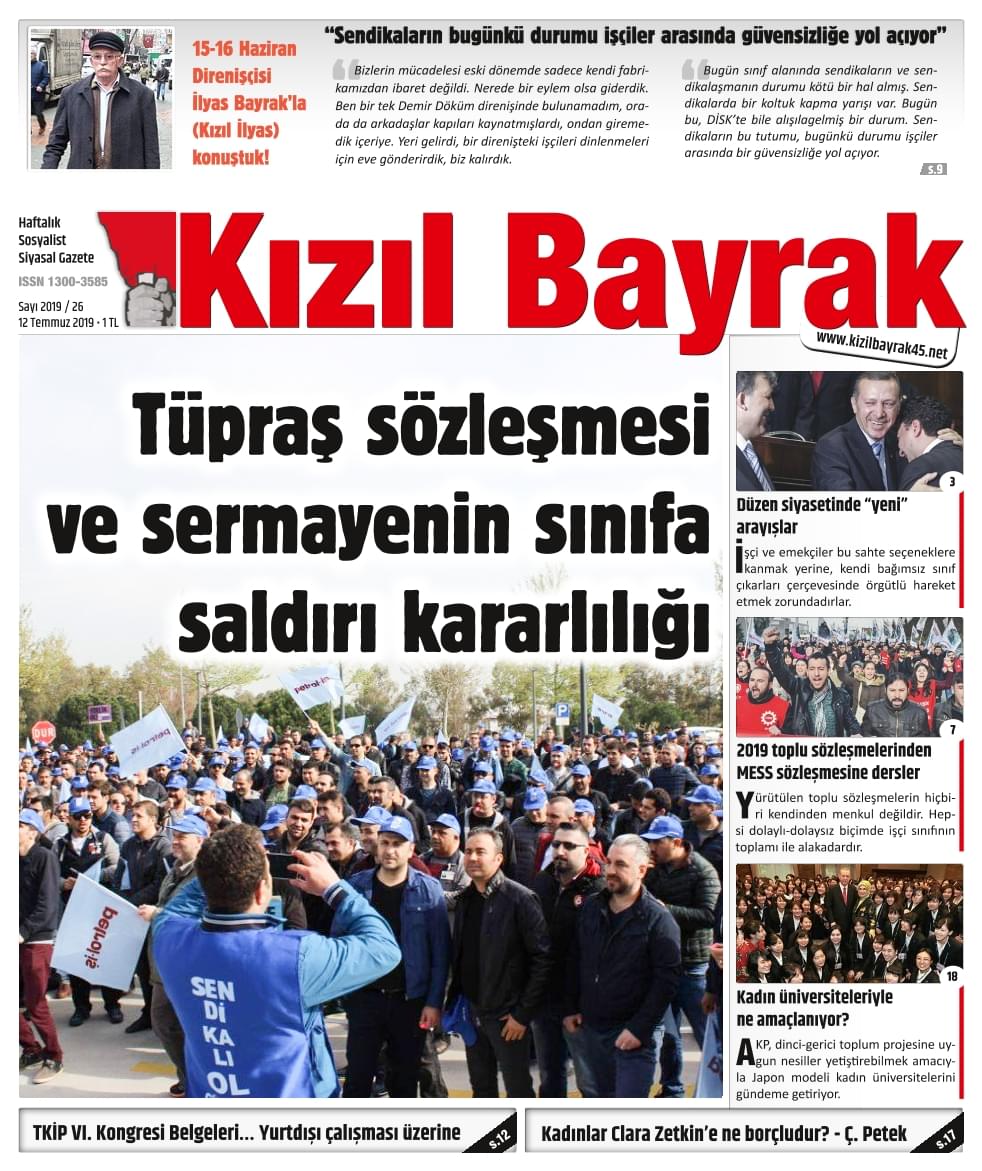 15-16 Haziran
Direnişçisi
İlyas Bayrak’la
(Kızıl İlyas)
konuştuk!
“Sendikaların bugünkü durumu işçiler arasında güvensizliğe yol açıyor”
“Bizlerin mücadelesi eski dönemde sadece kendi fabri-
kamızdan ibaret değildi. Nerede bir eylem olsa giderdik.
Ben bir tek Demir Döküm direnişinde bulunamadım, ora-
da da arkadaşlar kapıları kaynatmışlardı, ondan gireme-
dik içeriye. Yeri gelirdi, bir direnişteki işçileri dinlenmeleri
için eve gönderirdik, biz kalırdık.
“Bugün sınıf alanında sendikaların ve sen-
dikalaşmanın durumu kötü bir hal almış. Sen-
dikalarda bir koltuk kapma yarışı var. Bugün
bu, DİSK’te bile alışılagelmiş bir durum. Sen-
dikaların bu tutumu, bugünkü durumu işçiler
arasında bir güvensizliğe yol açıyor.
s.9
Haftalık
Sosyalist
Siyasal Gazete
ISSN 1300-3585
Sayı 2019 / 26
12 Temmuz 2019 • 1 TL
Kızıl Bayrak
www.kizilbayrak45.net
Tüpraş sözleşmesi
ve sermayenin sınıfa
saldırı kararlılığı
DUR
petrol-iş
petrol-iş
petrol-iş
P
SEN
DİKALI
OL
3
Düzen siyasetinde “yeni”
arayışlar
İşçi ve emekçiler bu sahte seçeneklere
kanmak yerine, kendi bağımsız sınıf
çıkarları çerçevesinde örgütlü hareket
etmek zorundadırlar.
7
2019 toplu sözleşmelerinden
MESS sözleşmesine dersler
Yürütülen toplu sözleşmelerin hiçbi-
ri kendinden menkul değildir. Hep-
si dolaylı-dolaysız biçimde işçi sınıfının
toplamı ile alakadardır.
18
Kadın üniversiteleriyle
ne amaçlanıyor?
AKP, dinci-gerici toplum projesine uy-
gun nesiller yetiştirebilmek amacıy-
la Japon modeli kadın üniversitelerini
gündeme getiriyor.
TKİP VI. Kongresi Belgeleri... Yurtdışı çalışması üzerine
s.12
Kadınlar Clara Zetkin’e ne borçludur? - Ç. Petek
s.17